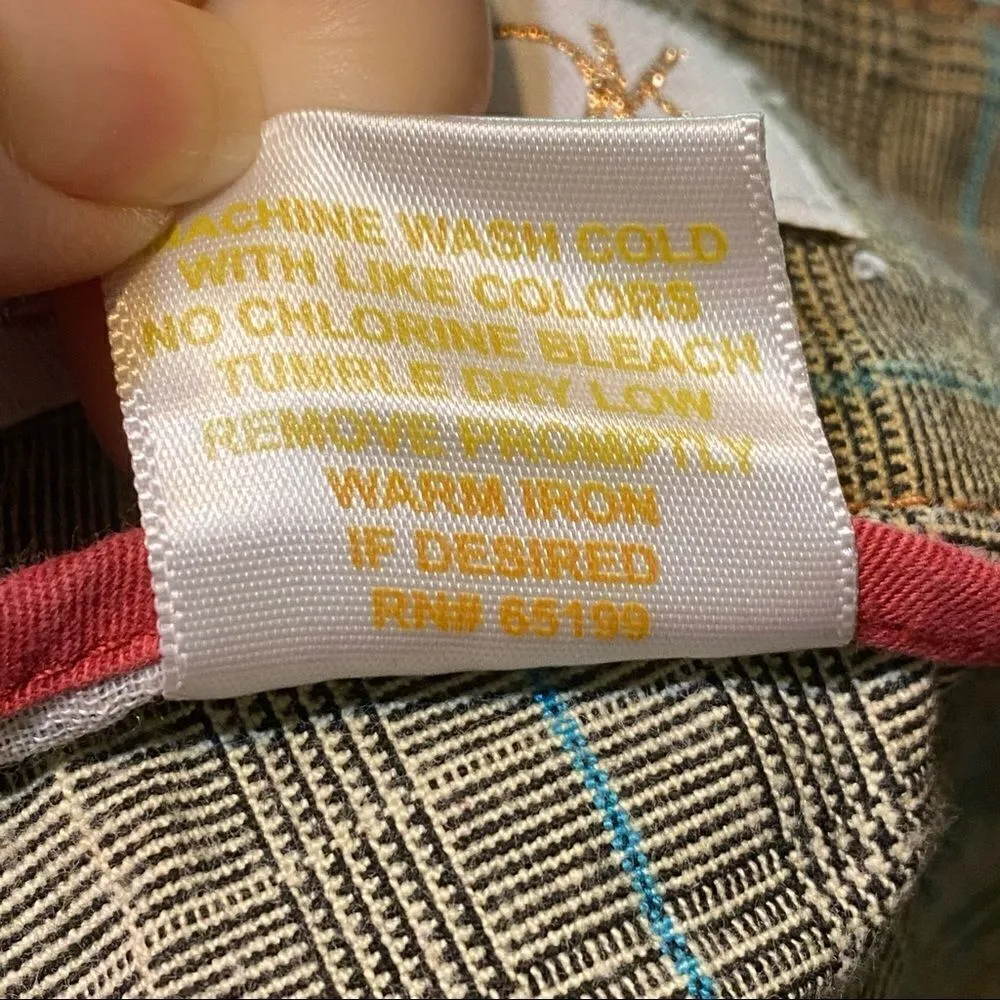 MACHINE WASH COLD
WITH LIKE COLORS
NO CHLORINE BLEACH
TUMBLE DRY LOW
REMOVE PROMPTLY
WARM IRON
IF DESIRED
RN# 65199